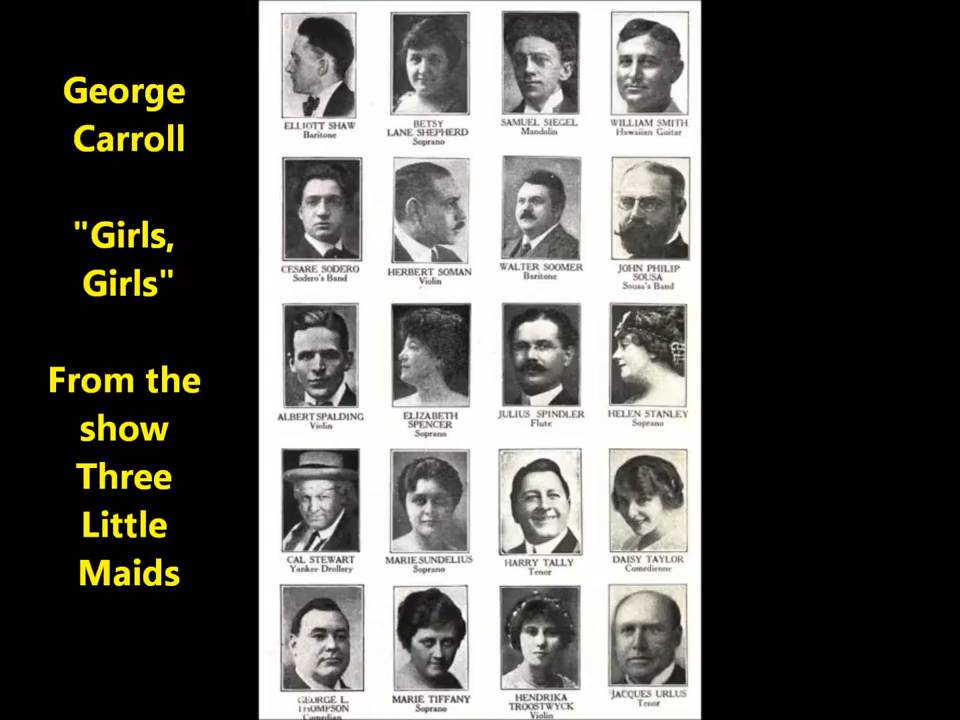 George
Carroll
"Girls,
Girls"
From the
show
Three
Little
Maids
ELLIOTT SHAW
Baritone
BETSY
LANE SHEPHERD
Soprano
SAMUEL SIEGEL
Mandolin
WILLIAM SMITH
Hawaiian Guitar
CESARE SODERO
Sodero's Band
HERBERT SOMAN
Violin
WALTER SOOMER
Baritone
JOHN PHILIP
SOUSA
Sousa's Band
ALBERT SPALDING
Violin
ELIZABETH
SPENCER
Soprano
JULIUS SPINDLER
Flute
HELEN STANLEY
Soprano
CAL STEWART
Yankee Drollery
MARIE SUNDELIUS
Soprano
HARRY TALLY
Tenor
DAISY TAYLOR
Comedienne
GEORGE L.
THOMPSON
Comedian
MARIE TIFFANY
Soprano
HENDRIKA
TROOSTWYCK
Violin
JACQUES URLUS
Tenor